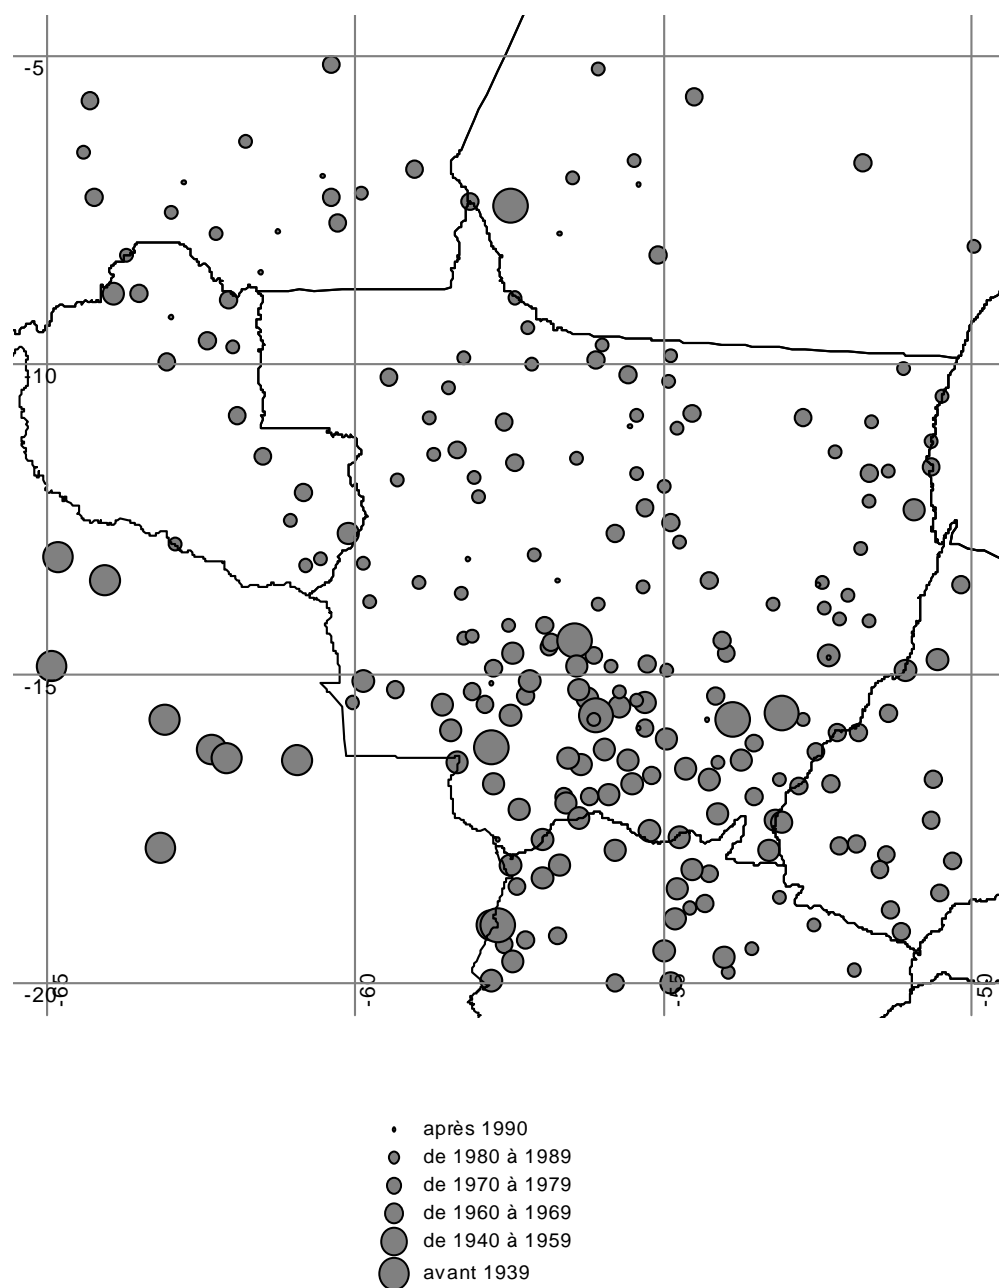 -5
-10
-15
-20
-65
-60
-55
-50
après 1990
de 1980 à 1989
de 1970 à 1979
de 1960 à 1969
de 1940 à 1959
avant 1939